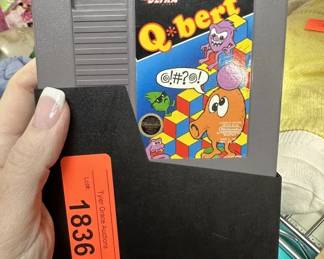 ULTRA
Q*bert
@!#?@!
Lot:
1836
Tyler Grace Auctions